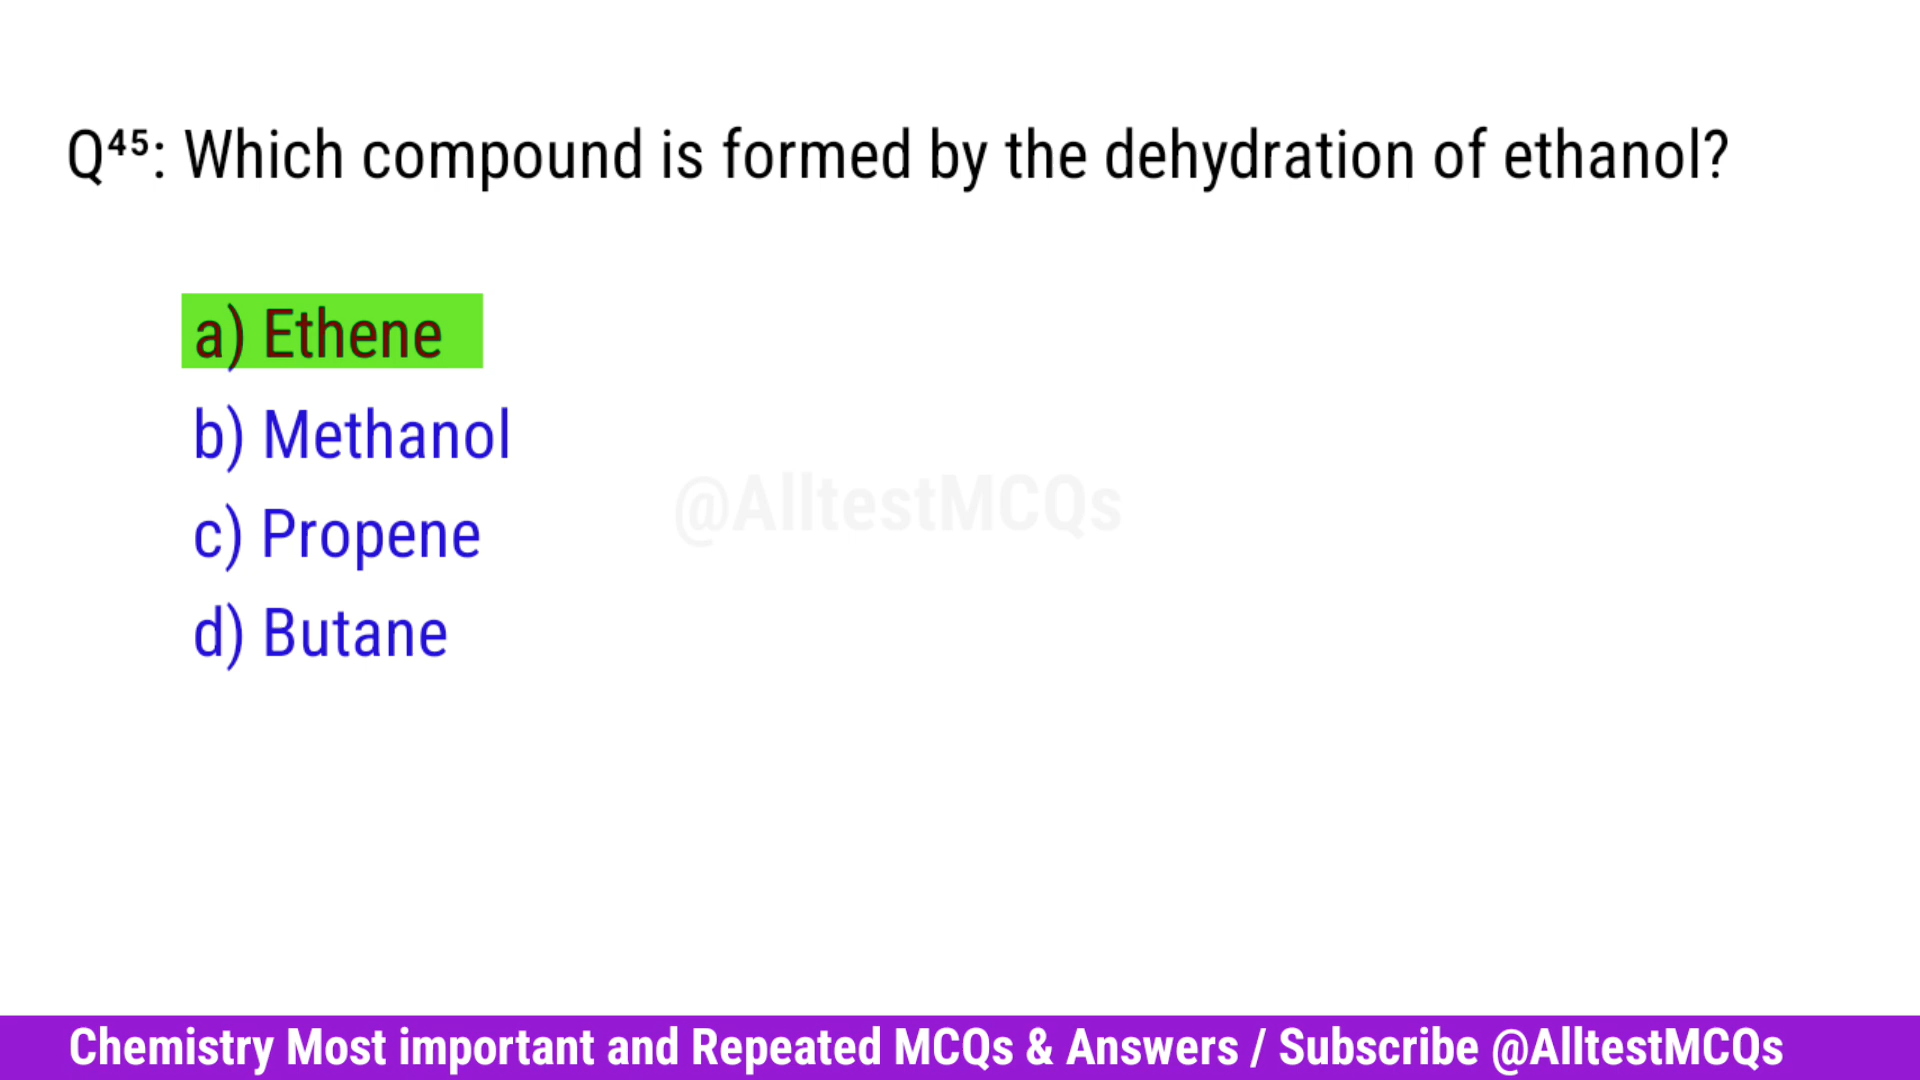 Q⁴⁵: Which compound is formed by the dehydration of ethanol?
a) Ethene
b) Methanol
@AlltestMCQs
c) Propene
d) Butane
Chemistry Most important and Repeated MCQs & Answers / Subscribe @AlltestMCQs